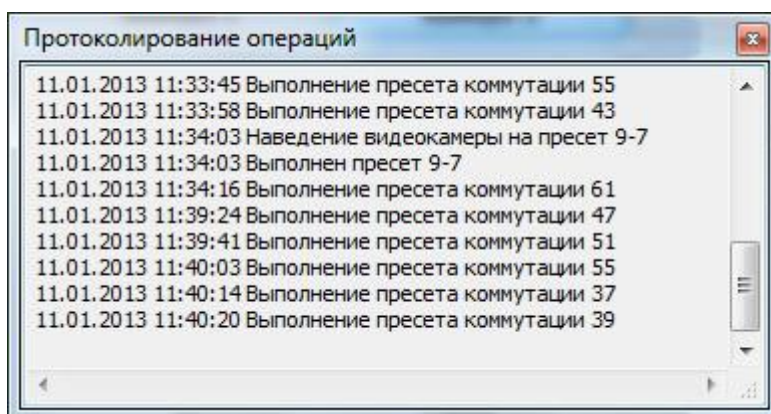 Протоколирование операций
11.01.2013 11:33:45 Выполнение пресета коммутации 55
11.01.2013 11:33:58 Выполнение пресета коммутации 43
11.01.2013 11:34:03 Наведение видеокамеры на пресет 9-7
11.01.2013 11:34:03 Выполнен пресет 9-7
11.01.2013 11:34:16 Выполнение пресета коммутации 61
11.01.2013 11:39:24 Выполнение пресета коммутации 47
11.01.2013 11:39:41 Выполнение пресета коммутации 51
11.01.2013 11:40:03 Выполнение пресета коммутации 55
11.01.2013 11:40:14 Выполнение пресета коммутации 37
11.01.2013 11:40:20 Выполнение пресета коммутации 39